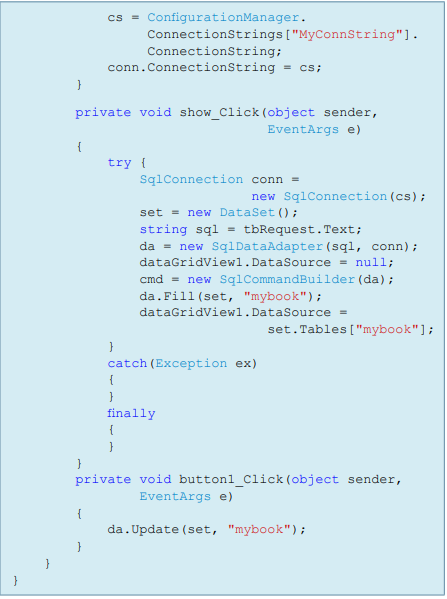 cs = ConfigurationManager.
ConnectionStrings["MyConnString"].
ConnectionString;
conn.ConnectionString = cs;
}
private void show_Click(object sender,
EventArgs e)
{
try {
SqlConnection conn =
new SqlConnection(cs);
set = new DataSet();
string sql = tbRequest.Text;
da = new SqlDataAdapter(sql, conn);
dataGridView1.DataSource = null;
cmd = new SqlCommandBuilder(da);
da.Fill(set, "mybook");
dataGridView1.DataSource =
set.Tables["mybook"];
}
catch(Exception ex)
{
}
finally
{
}
}
private void button1_Click(object sender,
EventArgs e)
{
da.Update(set, "mybook");
}
}
}